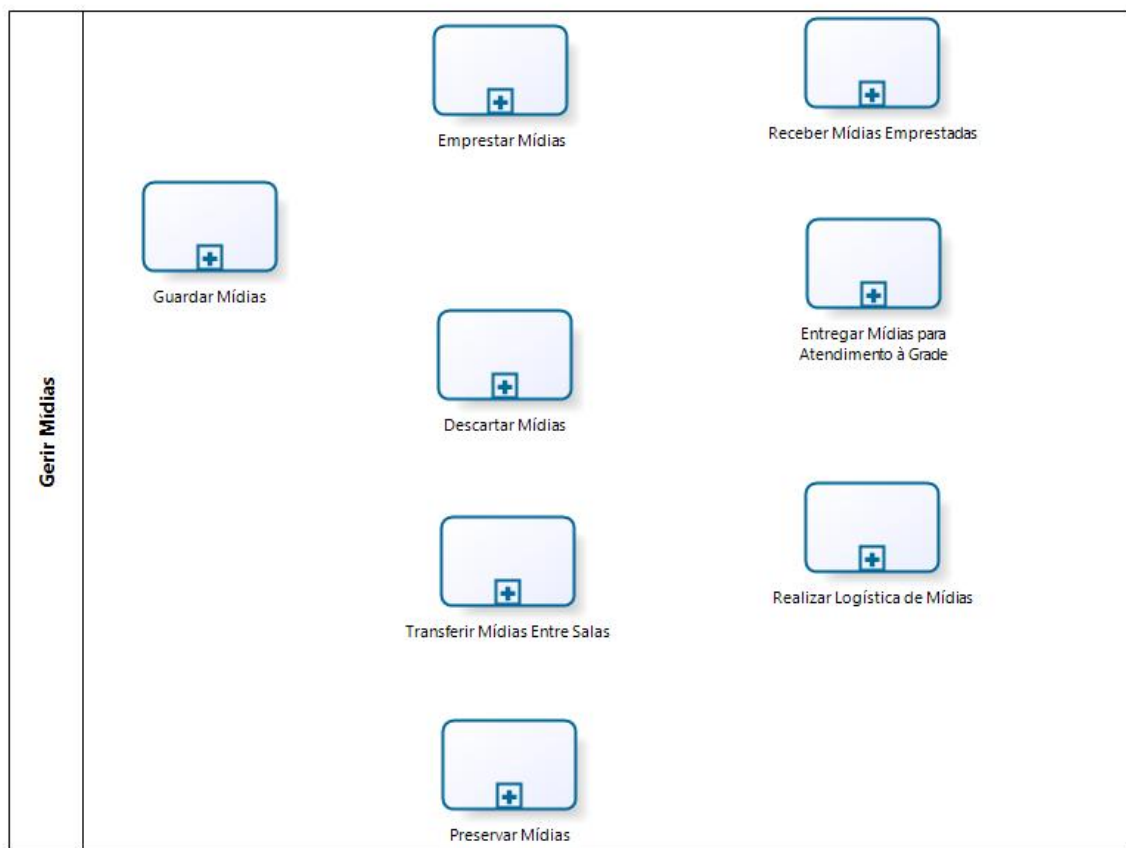 Gerir Mídias
Emprestar Mídias
Receber Mídias Emprestadas
Guardar Mídias
Entregar Mídias para
Atendimento à Grade
Descartar Mídias
Realizar Logística de Mídias
Transferir Mídias Entre Salas
Preservar Mídias